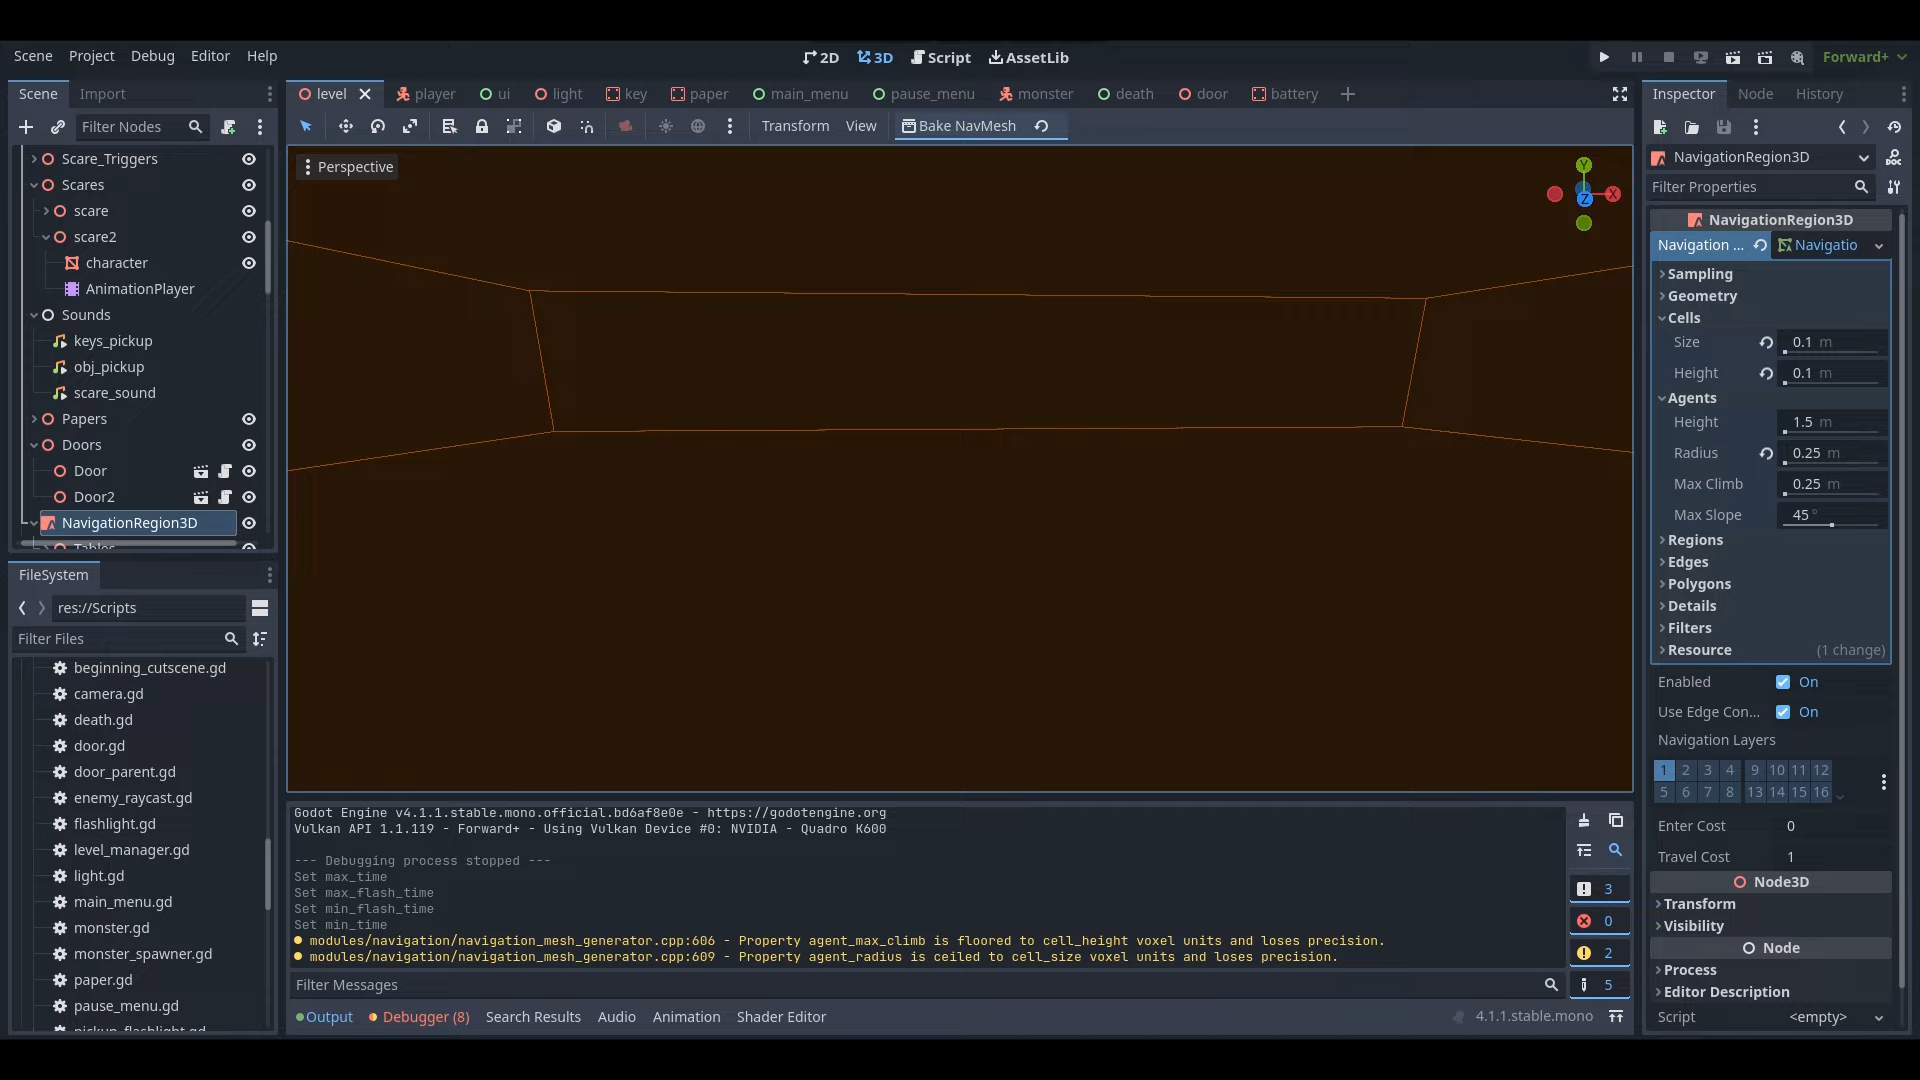 Scene Project Debug Editor Help
2D 3D Script AssetLib
Forward+
Scene Import
level player ui light key paper main_menu pause_menu monster death door battery
Inspector Node History
Filter Nodes
Transform View Bake NavMesh
Perspective
Y
X
Z
Scare_Triggers
Scares
scare
scare2
character
AnimationPlayer
Sounds
keys_pickup
obj_pickup
scare_sound
Papers
Doors
Door
Door2
NavigationRegion3D
Tables
FileSystem
res://Scripts
Filter Files
beginning_cutscene.gd
camera.gd
death.gd
door.gd
door_parent.gd
enemy_raycast.gd
flashlight.gd
level_manager.gd
light.gd
main_menu.gd
monster.gd
monster_spawner.gd
paper.gd
pause_menu.gd
pickup_flashlight.gd
Godot Engine v4.1.1.stable.mono.official.bd6af8e0e - https://godotengine.org
Vulkan API 1.1.119 - Forward+ - Using Vulkan Device #0: NVIDIA - Quadro K600
--- Debugging process stopped ---
Set max_time
Set max_flash_time
Set min_flash_time
Set min_time
modules/navigation/navigation_mesh_generator.cpp:606 - Property agent_max_climb is floored to cell_height voxel units and loses precision.
modules/navigation/navigation_mesh_generator.cpp:609 - Property agent_radius is ceiled to cell_size voxel units and loses precision.
3
0
2
5
Filter Messages
Output Debugger (8) Search Results Audio Animation Shader Editor
4.1.1.stable.mono
NavigationRegion3D
DOC
Filter Properties
NavigationRegion3D
Navigation ... Navigatio
Sampling
Geometry
Cells
Size 0.1 m
Height 0.1 m
Agents
Height 1.5 m
Radius 0.25 m
Max Climb 0.25 m
Max Slope 45 °
Regions
Edges
Polygons
Details
Filters
Resource (1 change)
Enabled On
Use Edge Con... On
Navigation Layers
1 2 3 4 9 10 11 12
5 6 7 8 13 14 15 16
Enter Cost 0
Travel Cost 1
Node3D
Transform
Visibility
Node
Process
Editor Description
Script <empty>